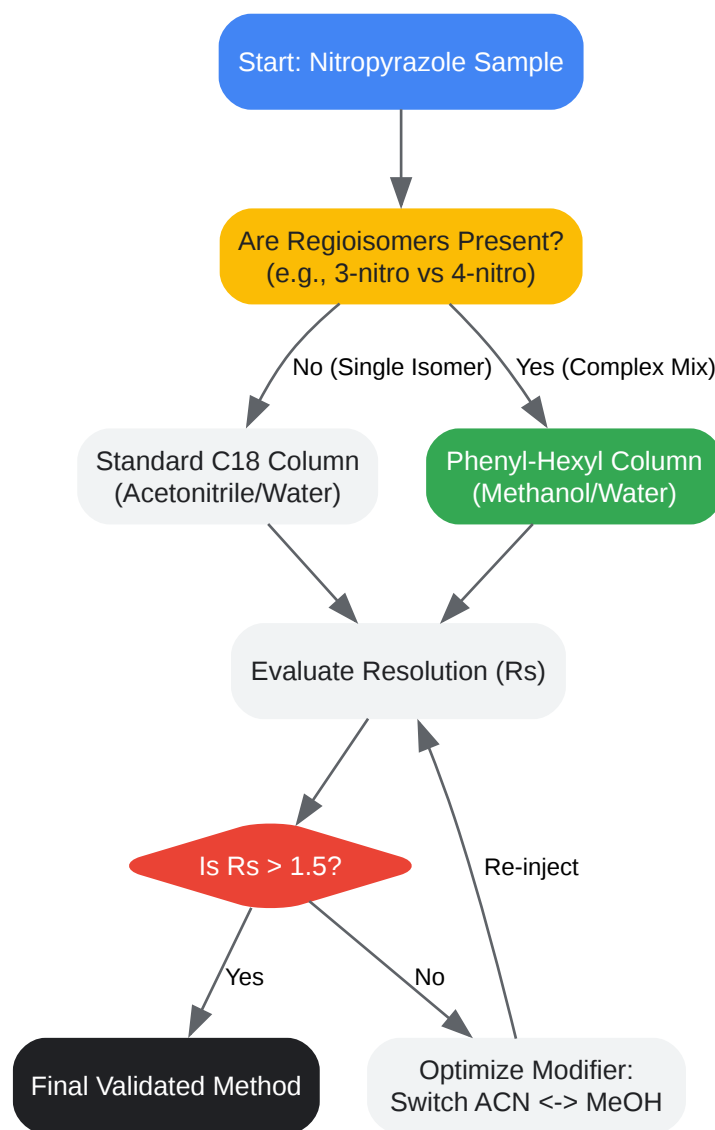 Start: Nitropyrazole Sample
Are Regioisomers Present?
(e.g., 3-nitro vs 4-nitro)
No (Single Isomer)
Yes (Complex Mix)
Standard C18 Column
(Acetonitrile/Water)
Phenyl-Hexyl Column
(Methanol/Water)
Evaluate Resolution (Rs)
Is Rs > 1.5?
Re-inject
Yes
No
Final Validated Method
Optimize Modifier:
Switch ACN <-> MeOH